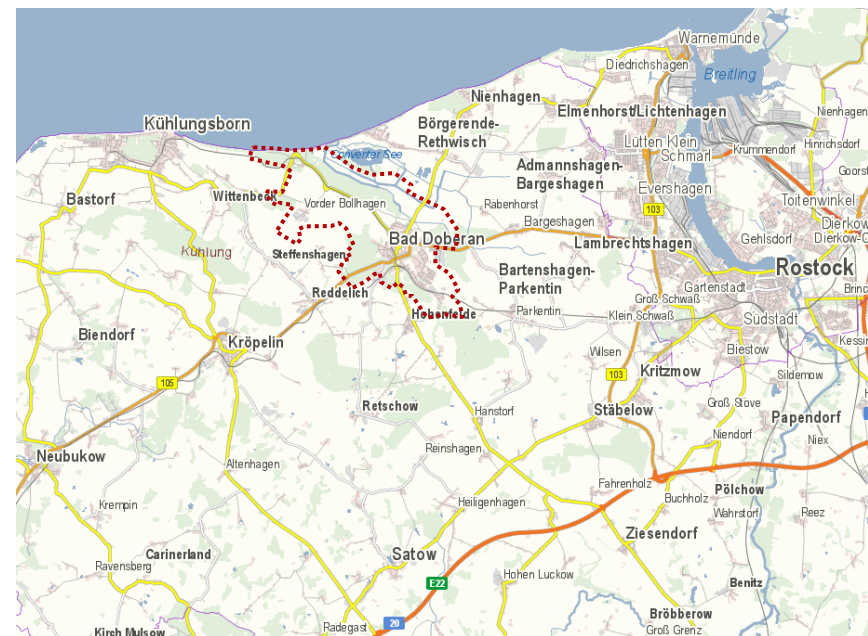 Warnemünde
Diedrichshagen
Breitling
Nienhagen
Elmenhorst/Lichtenhagen
Nienhagen
Kühlungsborn
Börgerende-
Rethwisch
Lütten Klein
Schmarl
Krummendorf
Hinrichsdorf
Conventer See
Admannshagen-
Bargeshagen
Evershagen
Toitenwinkel
Bastorf
Wittenbeck
Vorder Bollhagen
Rabenhorst
103
Bargeshagen
Dierkow
Dierkow-O
Kühlung
Steffenshagen
Bad Doberan
Lambrechtshagen
Gehlsdorf
Bartenshagen-
Parkentin
Rostock
Reddelich
Gartenstadt
Groß Schwaß
Brinc
Hohenfelde
Parkentin
Klein Schwaß
Südstadt
Biendorf
Kröpelin
Wilsen
Biestow
Kessin
105
103
Kritzmow
Sildemow
Retschow
Hanstorf
Stäbelow
Groß Stove
Papendorf
Niendorf
Niex
Neubukow
Altenhagen
Reinshagen
Fahrenholz
Buchholz
Pölchow
Krempin
Heiligenhagen
Wahrstorf
Reez
Ziesendorf
Carinerland
Ravensberg
Satow
E22
Hohen Luckow
Benitz
20
Bröbberow
Radegast
Groß Grenz
Kirch Mulsow